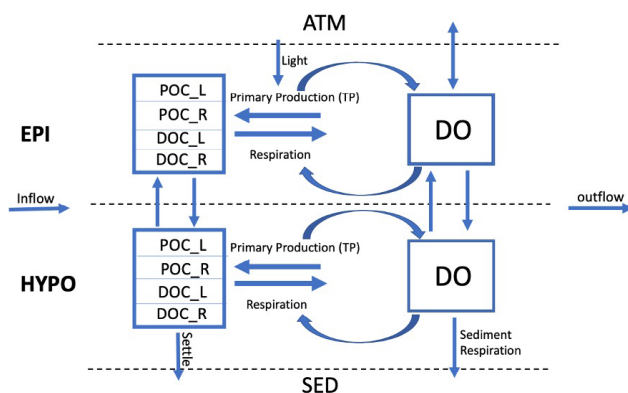 ATM
Light
POC_L
POC_R
DOC_L
DOC_R
Primary Production (TP)
Respiration
DO
EPI
Inflow
outflow
POC_L
POC_R
DOC_L
DOC_R
Primary Production (TP)
Respiration
DO
HYPO
Settle
Sediment
Respiration
SED